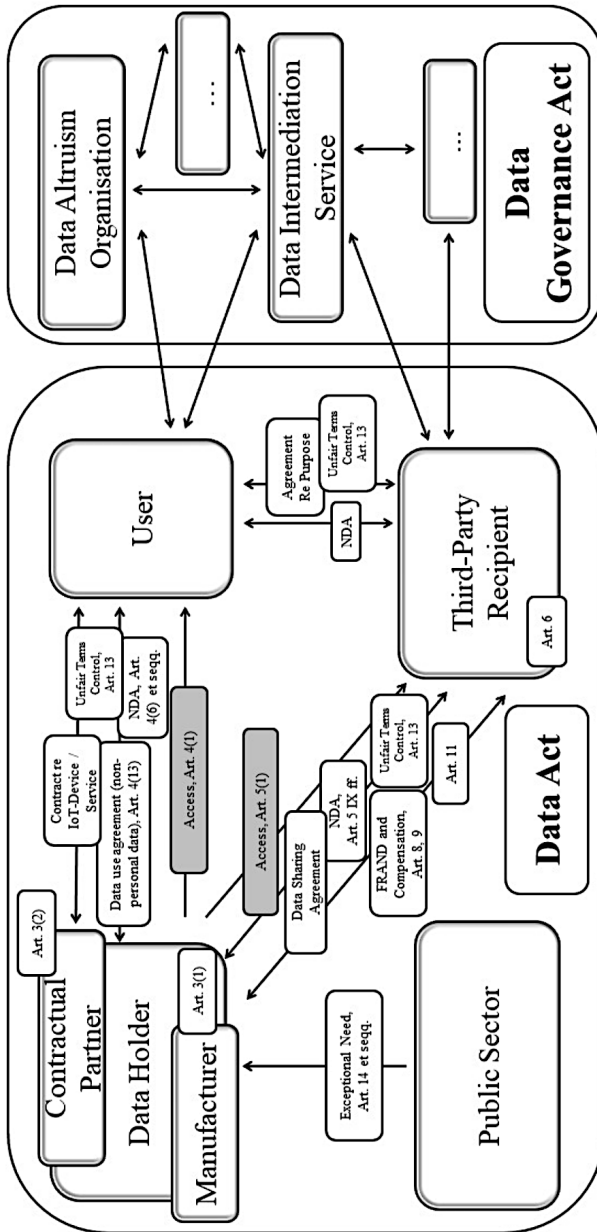 Contractual
Partner
Art. 3(2)
Data Holder
Manufacturer
Art. 3(1)
Contract re
IoT-Device /
Service
Unfair Terms
Control,
Art. 13
Data use agreement (non-
personal data), Art. 4(13)
NDA, Art.
4(6) et seqq.
Access, Art. 4(1)
User
Access, Art. 5(1)
Data Sharing
Agreement
NDA,
Art. 5 IX ff.
FRAND and
Compensation,
Art. 8, 9
Unfair Terms
Control,
Art. 13
Art. 11
NDA
Agreement
Re Purpose
Unfair Terms
Control,
Art. 13
Exceptional Need,
Art. 14 et seqq.
Public Sector
Data Act
Third-Party
Recipient
Art. 6
Data Altruism
Organisation
…
Data Intermediation
Service
…
Data
Governance Act